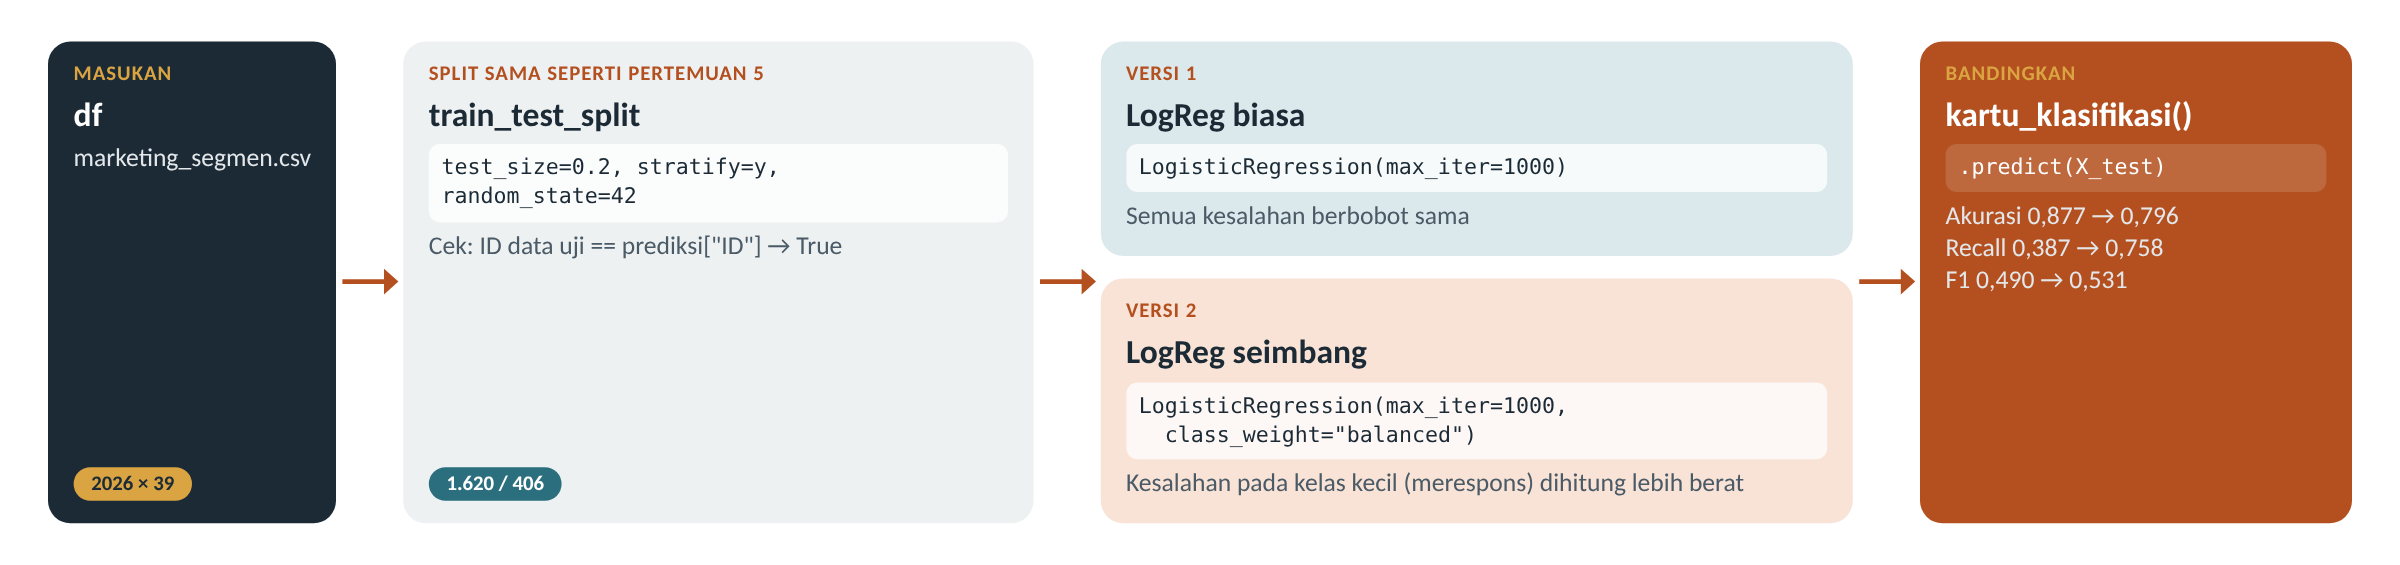 MASUKAN
df
marketing_segmen.csv
2026 × 39
SPLIT SAMA SEPERTI PERTEMUAN 5
train_test_split
test_size=0.2, stratify=y,
random_state=42
Cek: ID data uji == prediksi["ID"] → True
1.620 / 406
VERSI 1
LogReg biasa
LogisticRegression(max_iter=1000)
Semua kesalahan berbobot sama
VERSI 2
LogReg seimbang
LogisticRegression(max_iter=1000,
  class_weight="balanced")
Kesalahan pada kelas kecil (merespons) dihitung lebih berat
BANDINGKAN
kartu_klasifikasi()
.predict(X_test)
Akurasi 0,877 → 0,796
Recall 0,387 → 0,758
F1 0,490 → 0,531